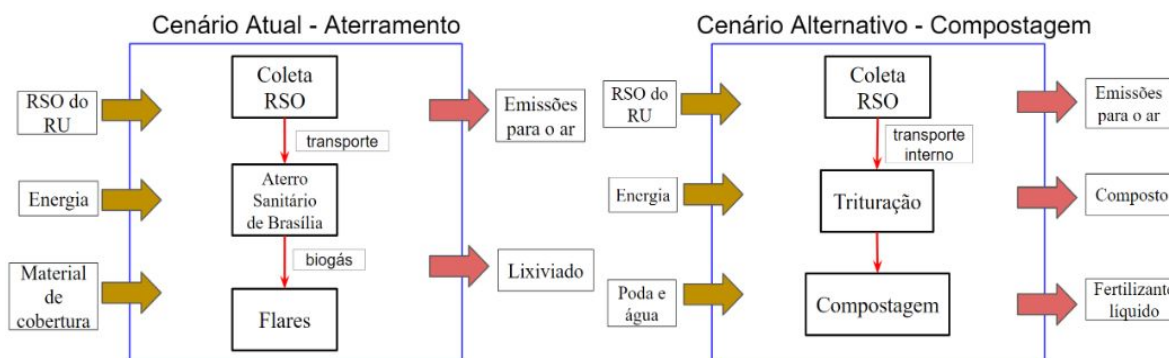 Cenário Atual - Aterramento
RSO do
RU
Energia
Material
de
cobertura
Coleta
RSO
transporte
Aterro
Sanitário
de Brasília
biogás
Flares
Emissões
para o ar
Lixiviado
Cenário Alternativo - Compostagem
RSO do
RU
Energia
Poda e
água
Coleta
RSO
transporte
interno
Trituração
Compostagem
Emissões
para o ar
Composto
Fertilizante
líquido